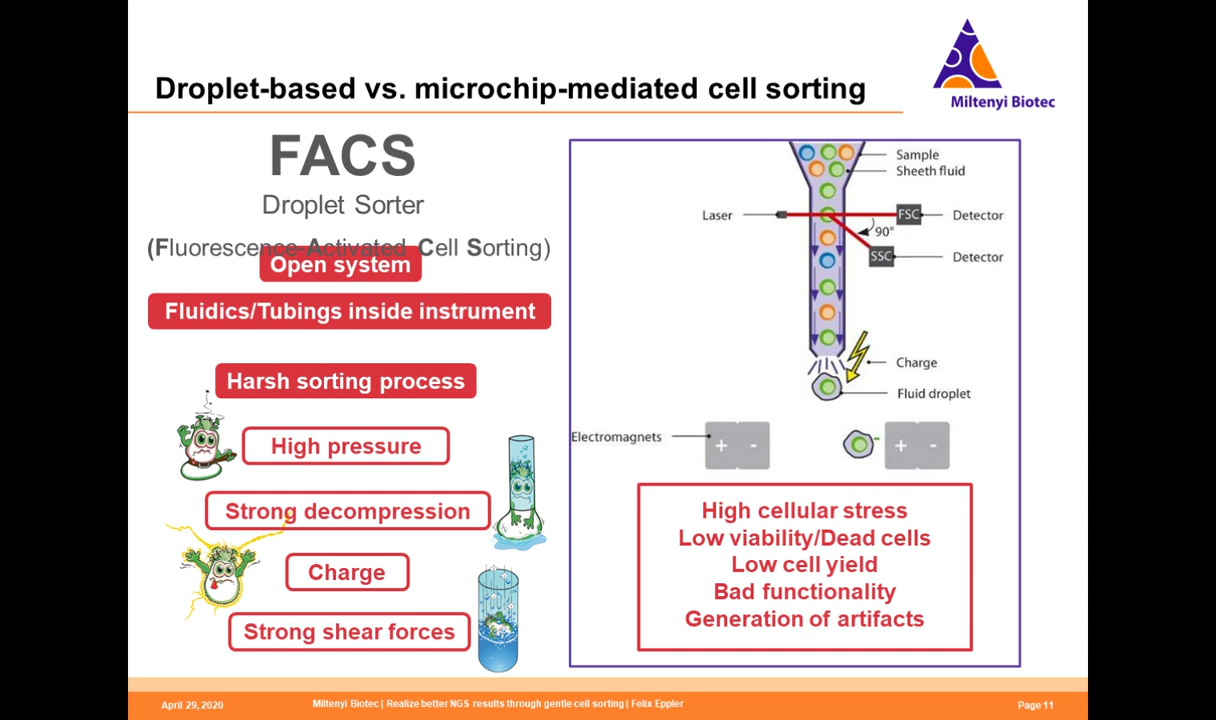 Droplet-based vs. microchip-mediated cell sorting
Miltenyi Biotec
FACS
Droplet Sorter
(Fluorescence-Activated Cell Sorting)
Open system
Fluidics/Tubings inside instrument
Harsh sorting process
High pressure
Strong decompression
Charge
Strong shear forces
Sample
Sheeth fluid
Laser
FSC
Detector
90°
SSC
Detector
Charge
Fluid droplet
Electromagnets
+ -
-
+ -
High cellular stress
Low viability/Dead cells
Low cell yield
Bad functionality
Generation of artifacts
April 29, 2020
Miltenyi Biotec | Realize better NGS results through gentle cell sorting | Felix Eppler
Page 11